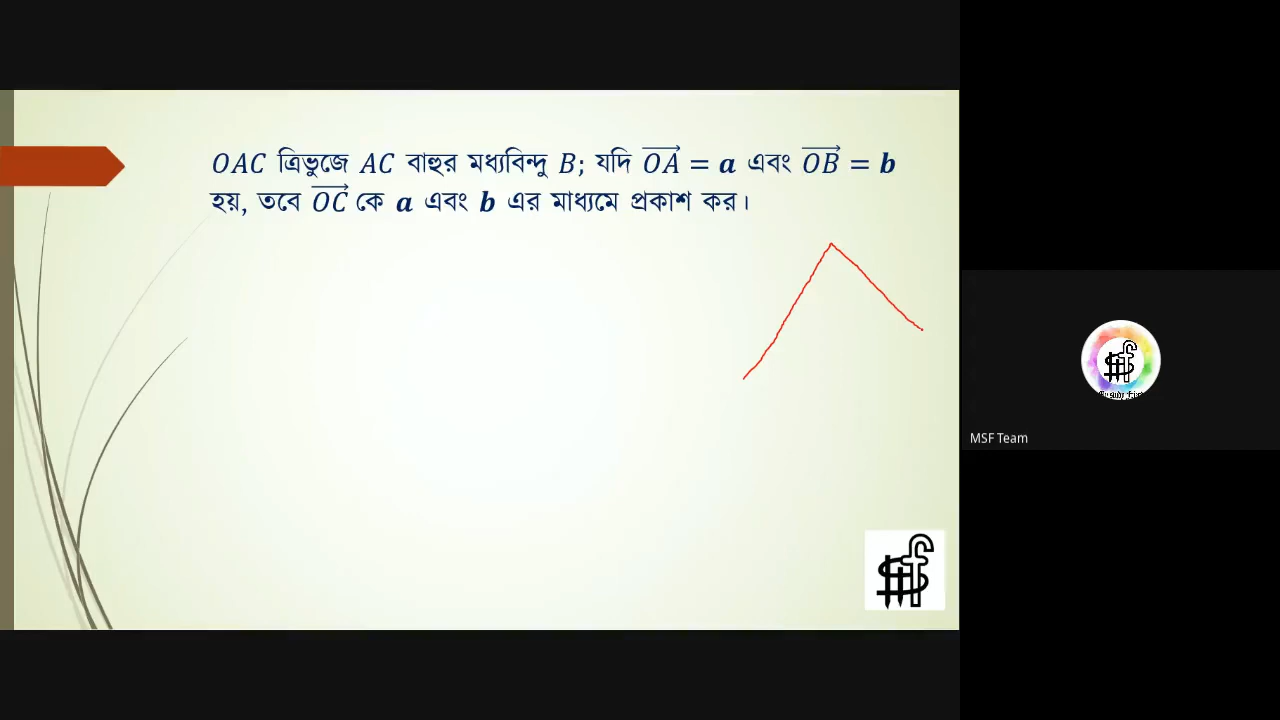 OAC ত্রিভুজে AC বাহুর মধ্যবিন্দু B; যদি $\overrightarrow{OA}$ = a এবং $\overrightarrow{OB}$ = b
হয়, তবে $\overrightarrow{OC}$ কে a এবং b এর মাধ্যমে প্রকাশ কর।
MSF Team